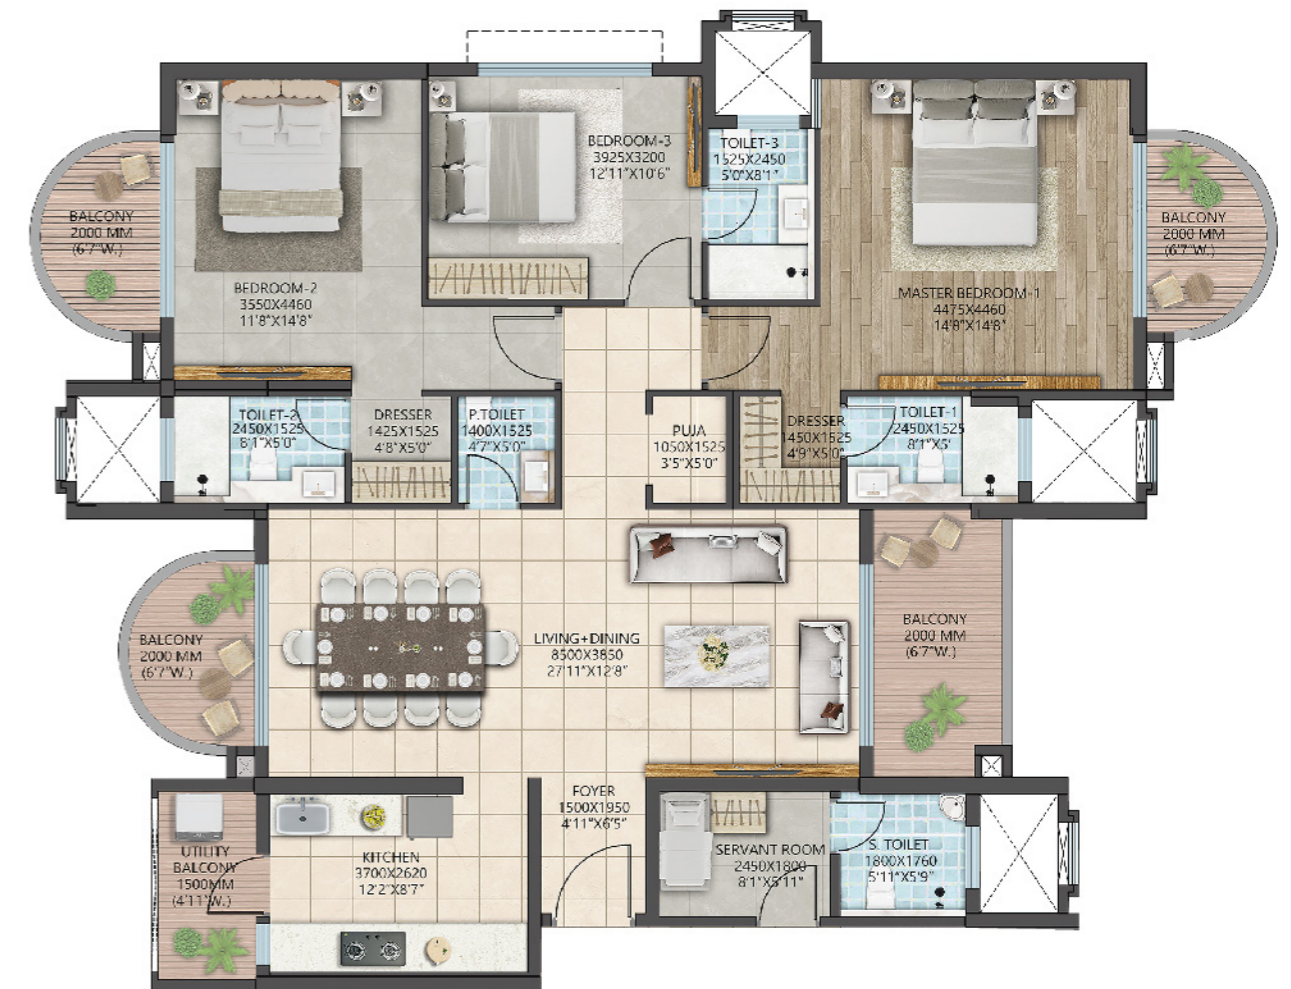 BEDROOM-3
3925X3200
12'11"X10'6"
TOILET-3
1525X2450
5'0"X8'1"
BALCONY
2000 MM
(6'7"W.)
BALCONY
2000 MM
(6'7"W.)
BEDROOM-2
3550X4460
11'8"X14'8"
MASTER BEDROOM-1
4475X4460
14'8"X14'8"
TOILET-2
2450X1525
8'1"X5'0"
DRESSER
1425X1525
4'8"X5'0"
P.TOILET
1400X1525
4'7"X5'0"
PUJA
1050X1525
3'5"X5'0"
DRESSER
1450X1525
4'9"X5'0"
TOILET-1
2450X1525
8'1"X5'
BALCONY
2000 MM
(6'7"W.)
LIVING+DINING
8500X3850
27'11"X12'8"
BALCONY
2000 MM
(6'7"W.)
FOYER
1500X1950
4'11"X6'5"
UTILITY
BALCONY
1500MM
(4'11"W.)
KITCHEN
3700X2620
12'2"X8'7"
SERVANT ROOM
2450X1800
8'1"X5'11"
S. TOILET
1800X1760
5'11"X5'9"